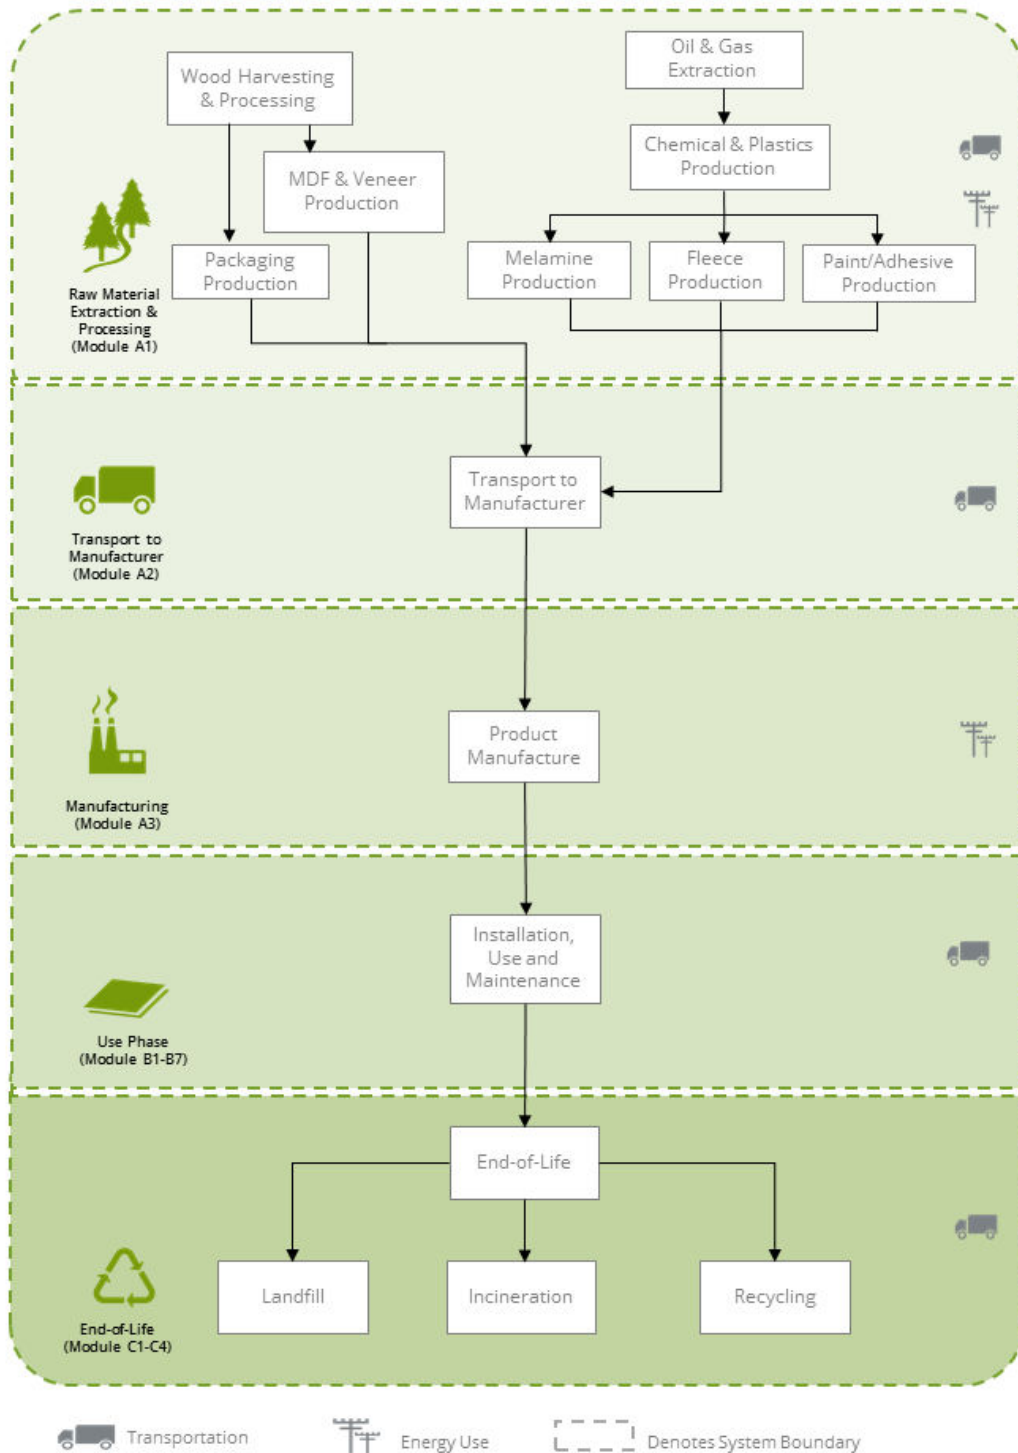 Wood Harvesting
& Processing
Oil & Gas
Extraction
MDF & Veneer
Production
Chemical & Plastics
Production
Packaging
Production
Melamine
Production
Fleece
Production
Paint/Adhesive
Production
Raw Material
Extraction &
Processing
(Module A1)
Transport to
Manufacturer
Transport to
Manufacturer
(Module A2)
Product
Manufacture
Manufacturing
(Module A3)
Installation,
Use and
Maintenance
Use Phase
(Module B1-B7)
End-of-Life
Landfill
Incineration
Recycling
End-of-Life
(Module C1-C4)
Transportation
Energy Use
Denotes System Boundary